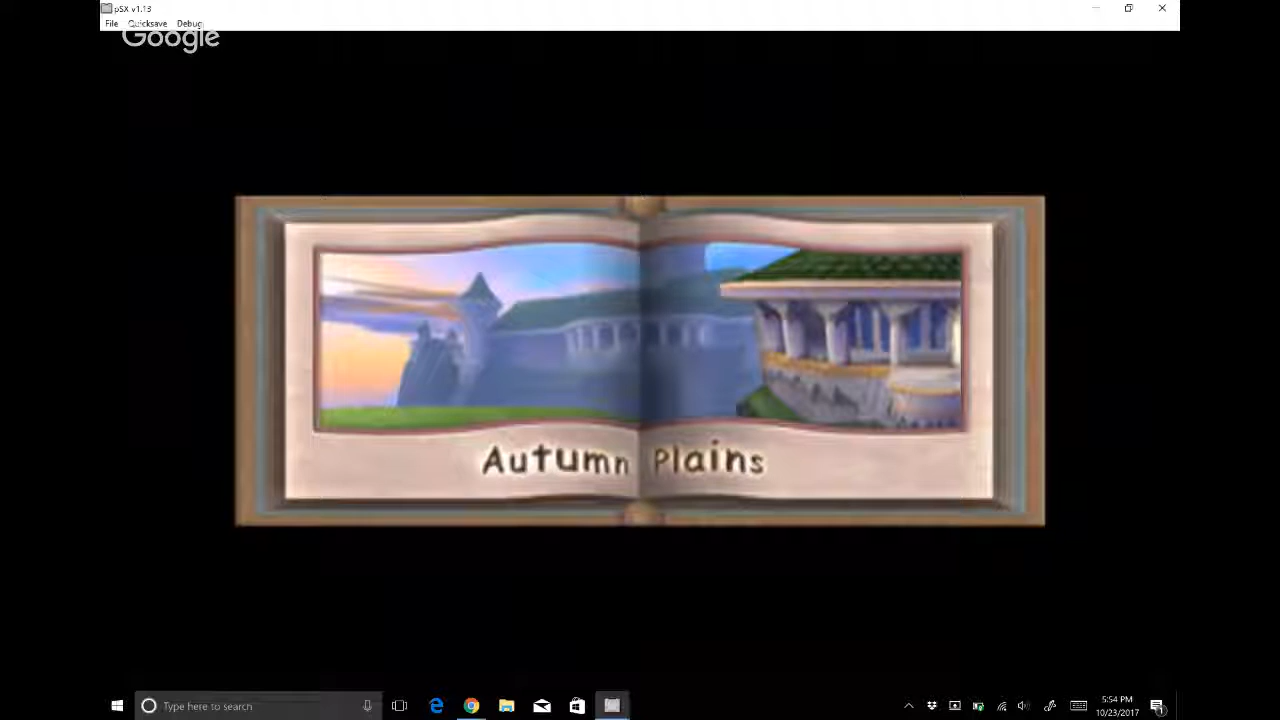 pSX v1.13
File Quicksave Debug
Google
Autumn Plains
Type here to search
5:54 PM
10/23/2017
1